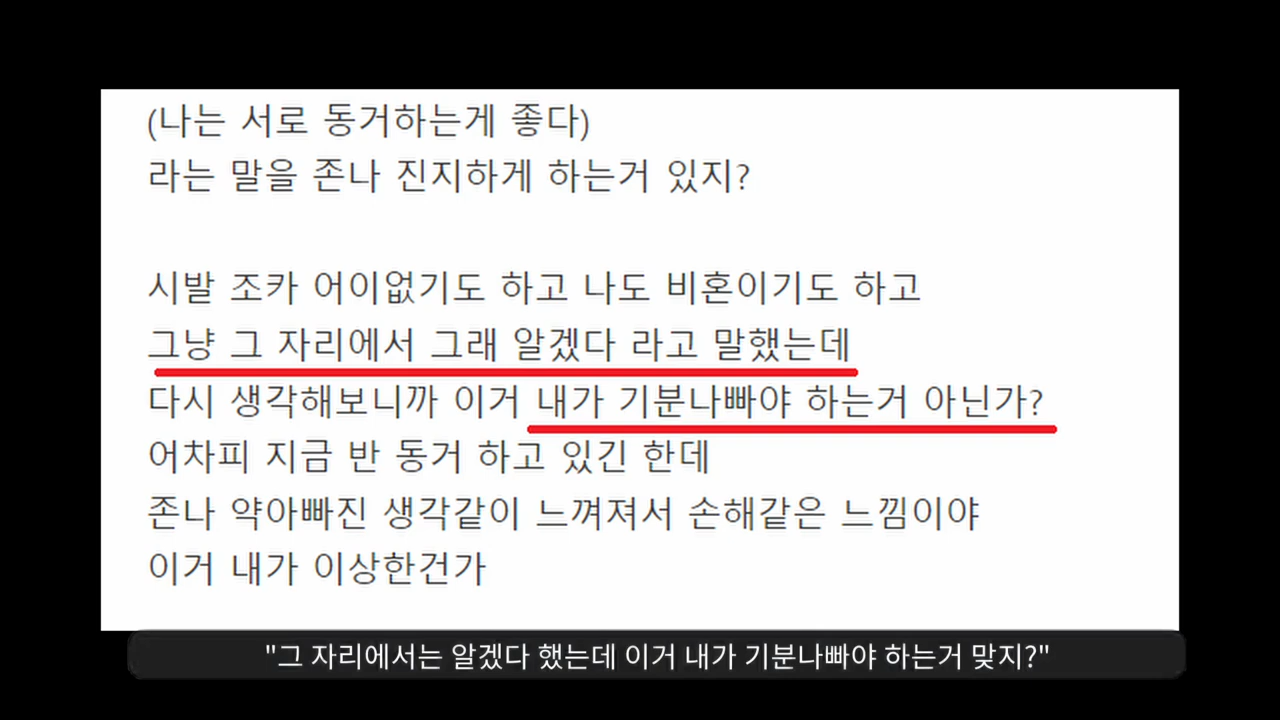 (나는 서로 동거하는게 좋다)
라는 말을 존나 진지하게 하는거 있지?
시발 조카 어이없기도 하고 나도 비혼이기도 하고
그냥 그 자리에서 그래 알겠다 라고 말했는데
다시 생각해보니까 이거 내가 기분나빠야 하는거 아닌가?
어차피 지금 반 동거 하고 있긴 한데
존나 약아빠진 생각같이 느껴져서 손해같은 느낌이야
이거 내가 이상한건가
"그 자리에서는 알겠다 했는데 이거 내가 기분나빠야 하는거 맞지?"